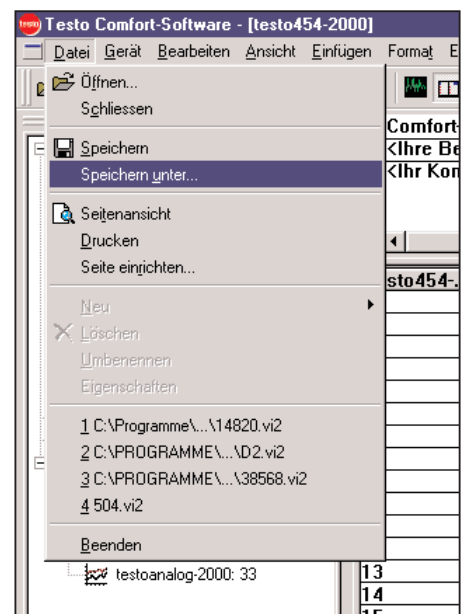 testo Testo Comfort-Software - [testo454-2000]
Datei Gerät Bearbeiten Ansicht Einfügen Format E
Öffnen...
Schliessen
Speichern
Speichern unter...
Seitenansicht
Drucken
Seite einrichten...
Neu
Löschen
Umbenennen
Eigenschaften
1 C:\Programme\...\14820.vi2
2 C:\PROGRAMME\...\D2.vi2
3 C:\PROGRAMME\...\38568.vi2
4 504.vi2
Beenden
Comfort-
<Ihre Be
<Ihr Kon
sto454-.
testoanalog-2000: 33
13
14
15